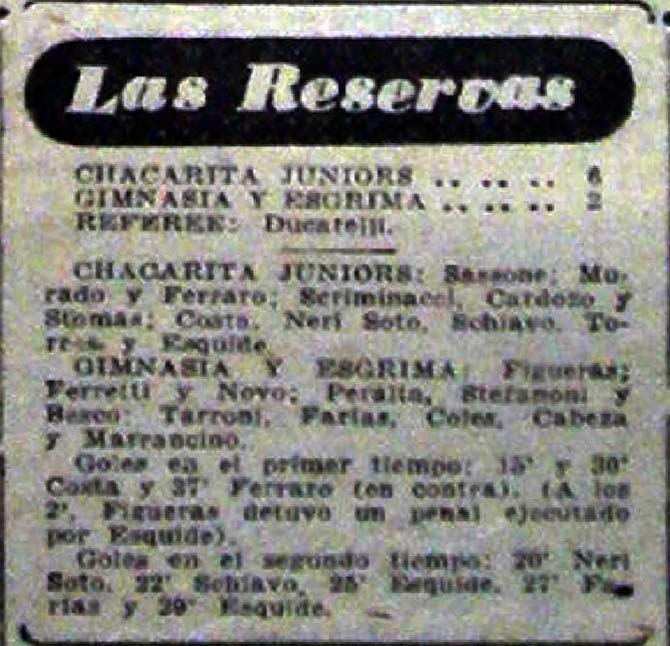 Las Reservas
CHACARITA JUNIORS .. .. .. 6
GIMNASIA Y ESGRIMA .. .. .. 2
REFEREE: Ducatelli.
CHACARITA JUNIORS: Sassone; Mo-
rado y Ferraro; Scriminacci, Cardozo y
Stomas; Costa, Neri Soto, Schiavo, To-
rres y Esquide.
GIMNASIA Y ESGRIMA: Figueras;
Ferretti y Novo; Peralta, Stefanoni y
Besco; Tarroni, Farías, Coles, Cabeza
y Marrancino.
Goles en el primer tiempo: 15' y 30'
Costa y 37' Ferraro (en contra). (A los
2', Figueras detuvo un penal ejecutado
por Esquide).
Goles en el segundo tiempo: 20' Neri
Soto, 22' Schiavo, 25' Esquide, 27' Fa-
rías y 29' Esquide.